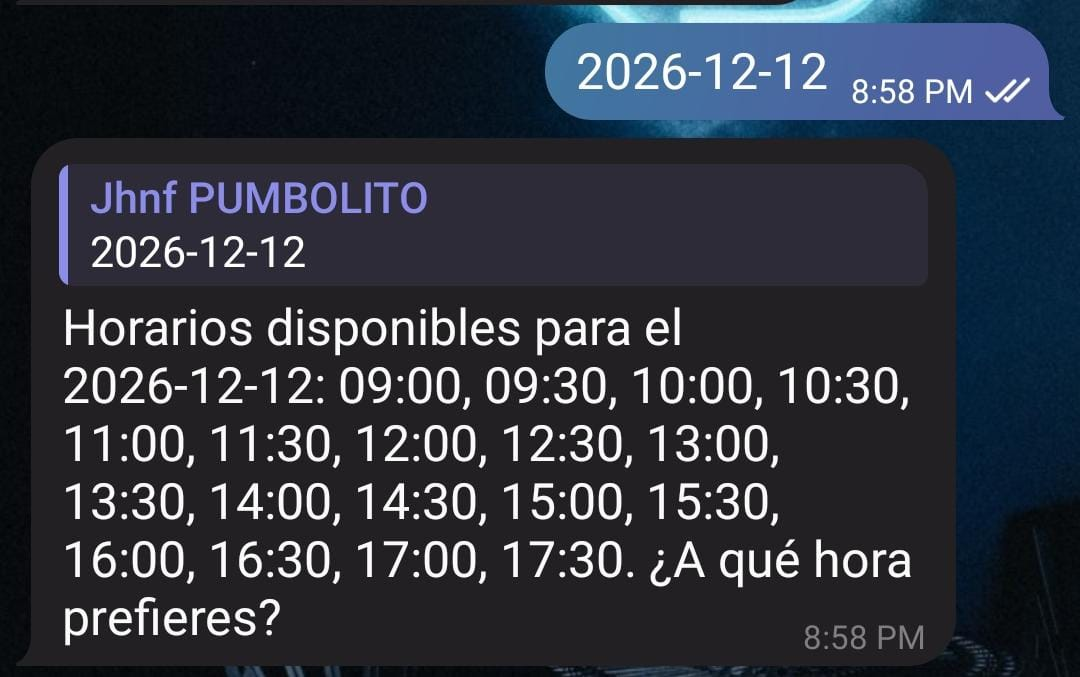 2026-12-12 8:58 PM
Jhnf PUMBOLITO
2026-12-12
Horarios disponibles para el
2026-12-12: 09:00, 09:30, 10:00, 10:30,
11:00, 11:30, 12:00, 12:30, 13:00,
13:30, 14:00, 14:30, 15:00, 15:30,
16:00, 16:30, 17:00, 17:30. ¿A qué hora
prefieres?
8:58 PM